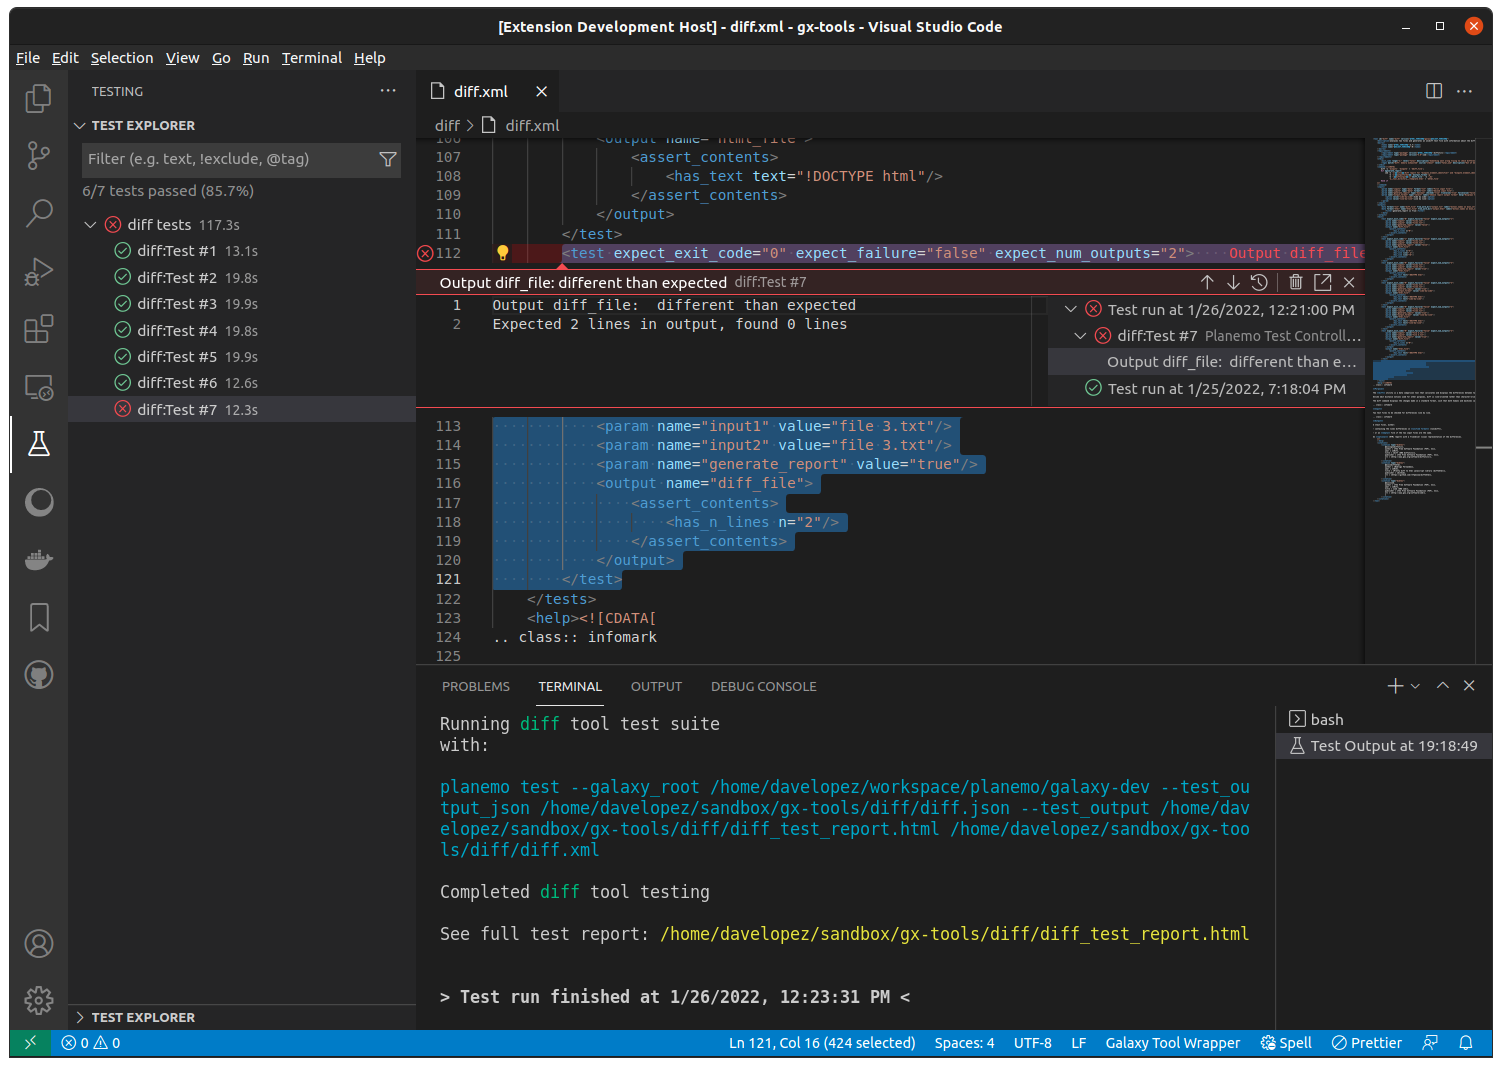 [Extension Development Host] - diff.xml - gx-tools - Visual Studio Code
File Edit Selection View Go Run Terminal Help
TESTING
TEST EXPLORER
Filter (e.g. text, !exclude, @tag)
6/7 tests passed (85.7%)
diff tests 117.3s
diff:Test #1 13.1s
diff:Test #2 19.8s
diff:Test #3 19.9s
diff:Test #4 19.8s
diff:Test #5 19.9s
diff:Test #6 12.6s
diff:Test #7 12.3s
TEST EXPLORER
diff.xml
diff > diff.xml
106 <output name="html_file">
107 <assert_contents>
108 <has_text text="!DOCTYPE html"/>
109 </assert_contents>
110 </output>
111 </test>
112 <test expect_exit_code="0" expect_failure="false" expect_num_outputs="2"> Output diff_file
Output diff_file: different than expected diff:Test #7
1 Output diff_file:  different than expected
2 Expected 2 lines in output, found 0 lines
Test run at 1/26/2022, 12:21:00 PM
diff:Test #7 Planemo Test Controll...
Output diff_file:  different than e...
Test run at 1/25/2022, 7:18:04 PM
113 <param name="input1" value="file 3.txt"/>
114 <param name="input2" value="file 3.txt"/>
115 <param name="generate_report" value="true"/>
116 <output name="diff_file">
117 <assert_contents>
118 <has_n_lines n="2"/>
119 </assert_contents>
120 </output>
121 </test>
122 </tests>
123 <help><![CDATA[
124 .. class:: infomark
125
PROBLEMS TERMINAL OUTPUT DEBUG CONSOLE
Running diff tool test suite
with:
planemo test --galaxy_root /home/davelopez/workspace/planemo/galaxy-dev --test_ou
tput_json /home/davelopez/sandbox/gx-tools/diff/diff.json --test_output /home/dav
elopez/sandbox/gx-tools/diff/diff_test_report.html /home/davelopez/sandbox/gx-too
ls/diff/diff.xml
Completed diff tool testing
See full test report: /home/davelopez/sandbox/gx-tools/diff/diff_test_report.html
> Test run finished at 1/26/2022, 12:23:31 PM <
bash
Test Output at 19:18:49
0 0
Ln 121, Col 16 (424 selected) Spaces: 4 UTF-8 LF Galaxy Tool Wrapper Spell Prettier